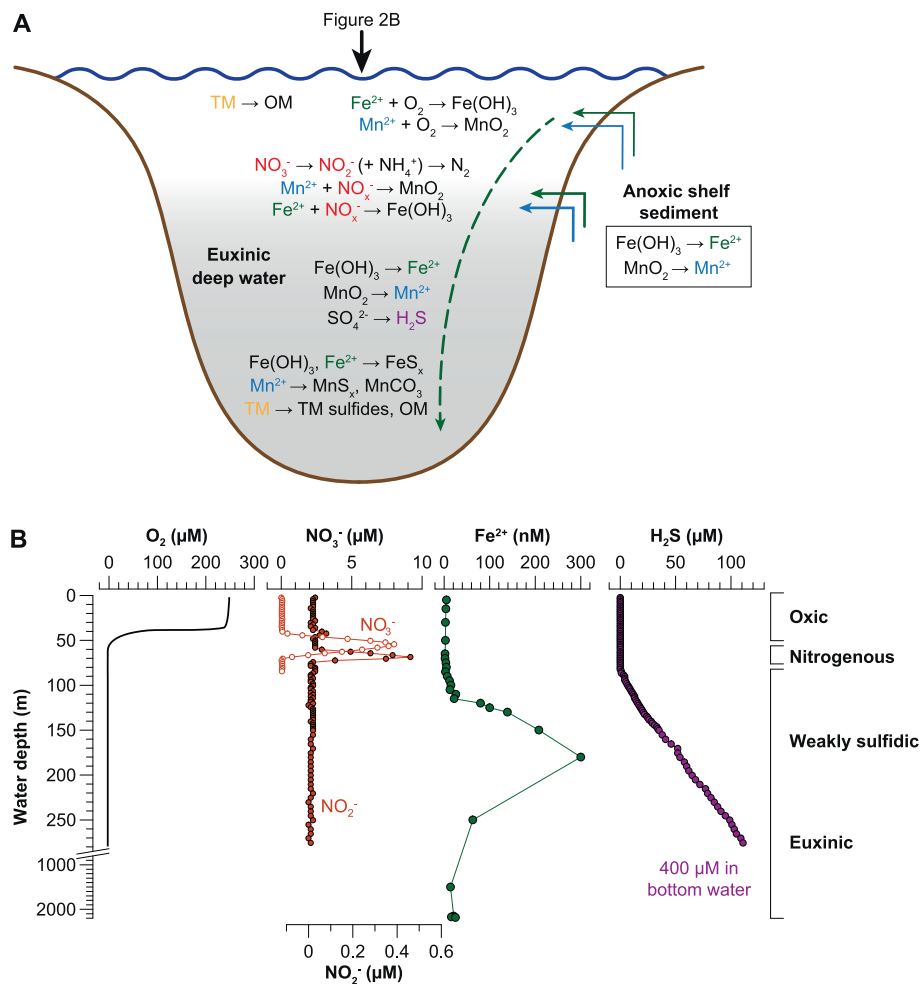 Figure 2B
A
TM → OM
Fe²⁺ + O₂ → Fe(OH)₃
Mn²⁺ + O₂ → MnO₂
NO₃⁻ → NO₂⁻ (+ NH₄⁺) → N₂
Mn²⁺ + NOₓ⁻ → MnO₂
Fe²⁺ + NOₓ⁻ → Fe(OH)₃
Anoxic shelf
sediment
Fe(OH)₃ → Fe²⁺
MnO₂ → Mn²⁺
Euxinic
deep water
Fe(OH)₃ → Fe²⁺
MnO₂ → Mn²⁺
SO₄²⁻ → H₂S
Fe(OH)₃, Fe²⁺ → FeSₓ
Mn²⁺ → MnSₓ, MnCO₃
TM → TM sulfides, OM
B
O₂ (µM)
0 100 200 300
NO₃⁻ (µM)
0 5 10
Fe²⁺ (nM)
0 100 200 300
H₂S (µM)
0 50 100
Water depth (m)
0
50
100
150
200
250
1000
2000
NO₃⁻
NO₂⁻
400 µM in
bottom water
Oxic
Nitrogenous
Weakly sulfidic
Euxinic
0 0.2 0.4 0.6
NO₂⁻ (µM)